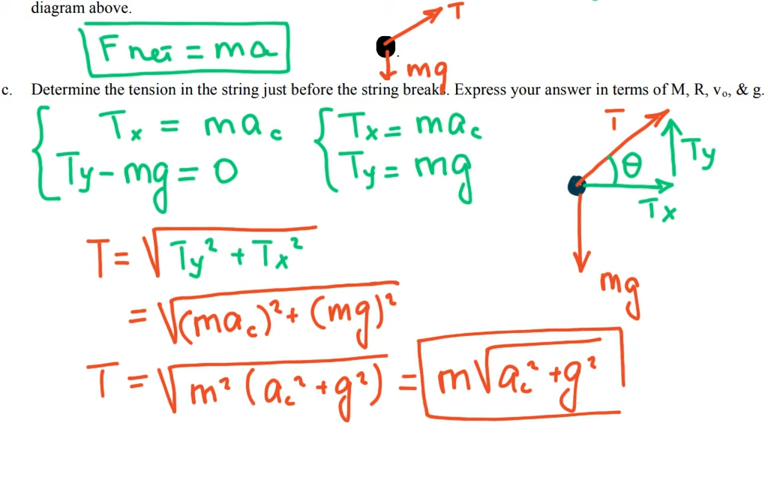 diagram above.
F net = ma
T
mg
c. Determine the tension in the string just before the string breaks. Express your answer in terms of M, R, vₒ, & g.
Tx = mac
Ty - mg = 0
Tx = mac
Ty = mg
T
θ
Ty
Tx
mg
T = √Ty² + Tx²
= √(mac)² + (mg)²
T = √m² (ac² + g²) = m√ac² + g²